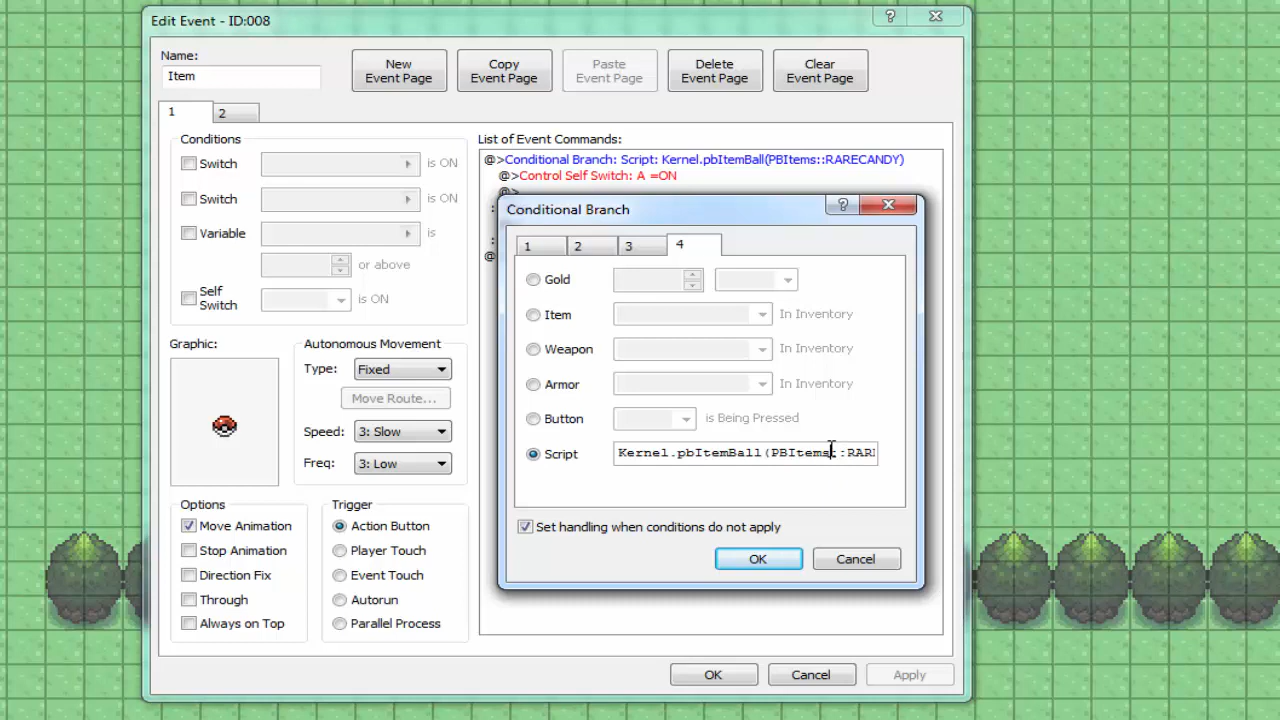 Edit Event - ID:008
?
Name:
Item
New Event Page
Copy Event Page
Paste Event Page
Delete Event Page
Clear Event Page
1
2
Conditions
Switch
is ON
Switch
is ON
Variable
is
or above
Self Switch
is ON
Graphic:
Autonomous Movement
Type:
Fixed
Move Route...
Speed:
3: Slow
Freq:
3: Low
Options
Move Animation
Stop Animation
Direction Fix
Through
Always on Top
Trigger
Action Button
Player Touch
Event Touch
Autorun
Parallel Process
List of Event Commands:
@>Conditional Branch: Script: Kernel.pbItemBall(PBItems::RARECANDY)
@>Control Self Switch: A =ON
@>
:
:
@
Conditional Branch
?
1
2
3
4
Gold
Item
In Inventory
Weapon
In Inventory
Armor
In Inventory
Button
is Being Pressed
Script
Kernel.pbItemBall(PBItems::RAR
Set handling when conditions do not apply
OK
Cancel
OK
Cancel
Apply